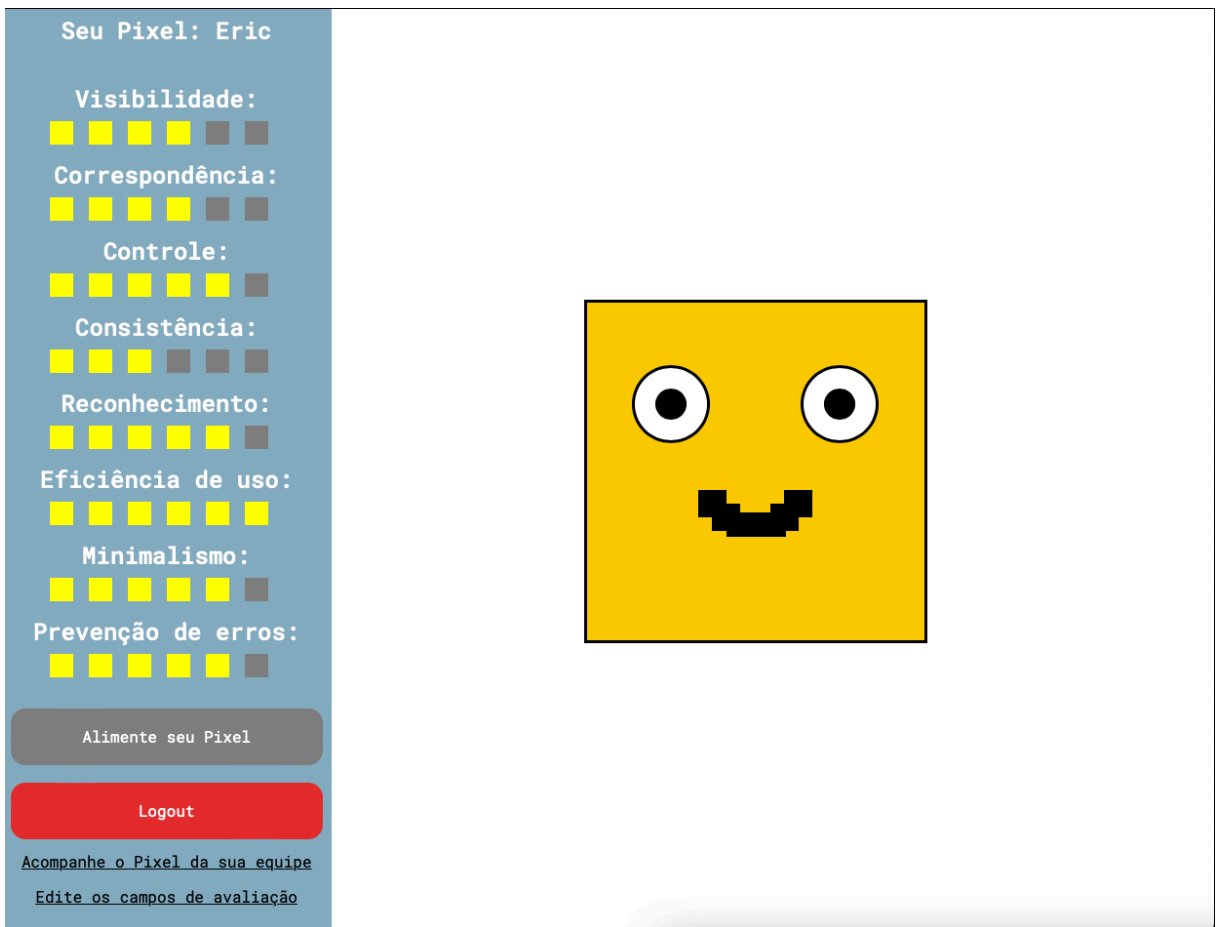 Seu Pixel: Eric
Visibilidade:
Correspondência:
Controle:
Consistência:
Reconhecimento:
Eficiência de uso:
Minimalismo:
Prevenção de erros:
Alimente seu Pixel
Logout
Acompanhe o Pixel da sua equipe
Edite os campos de avaliação